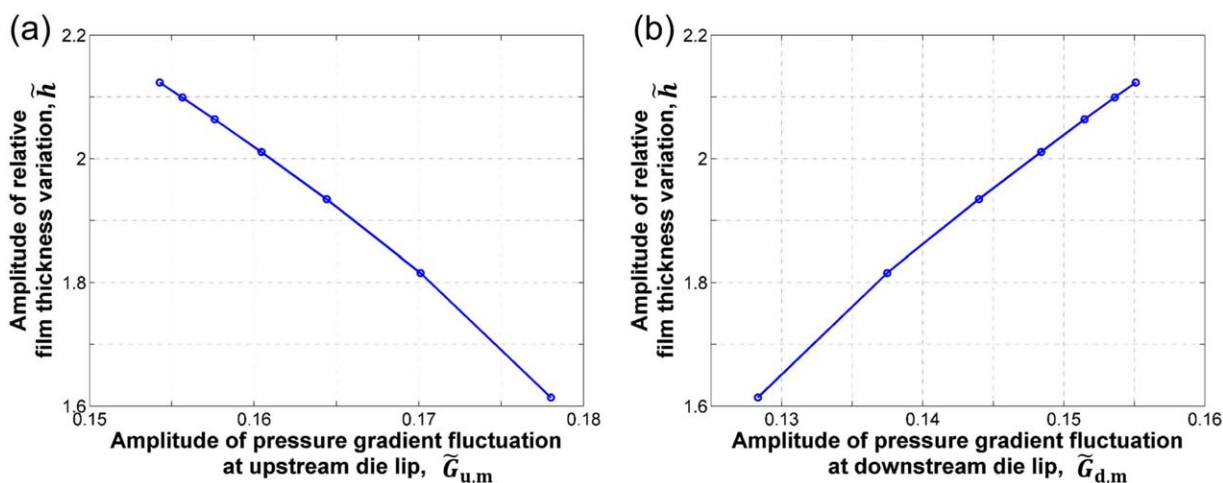 (a)
2.2
2
1.8
1.6
0.15
0.16
0.17
0.18
Amplitude of relative
film thickness variation, h̃
Amplitude of pressure gradient fluctuation
at upstream die lip, G̃u,m
(b)
2.2
2
1.8
1.6
0.13
0.14
0.15
0.16
Amplitude of relative
film thickness variation, h̃
Amplitude of pressure gradient fluctuation
at downstream die lip, G̃d,m